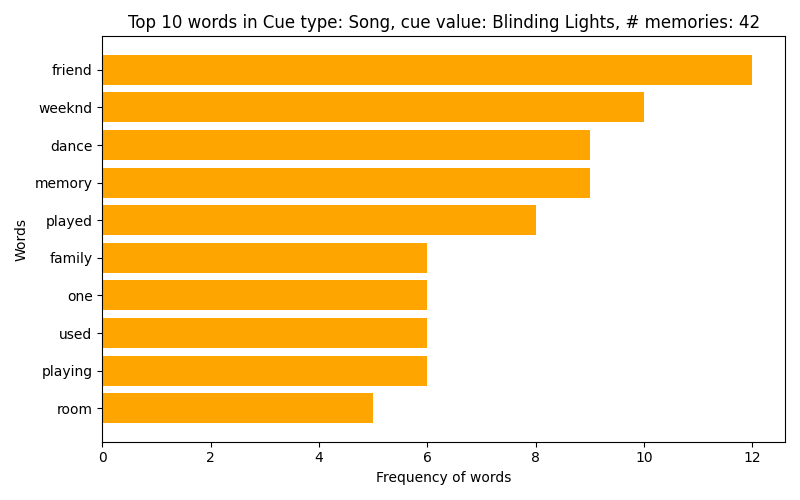 Top 10 words in Cue type: Song, cue value: Blinding Lights, # memories: 42
friend
weeknd
dance
memory
played
family
one
used
playing
room
Words
0 2 4 6 8 10 12
Frequency of words